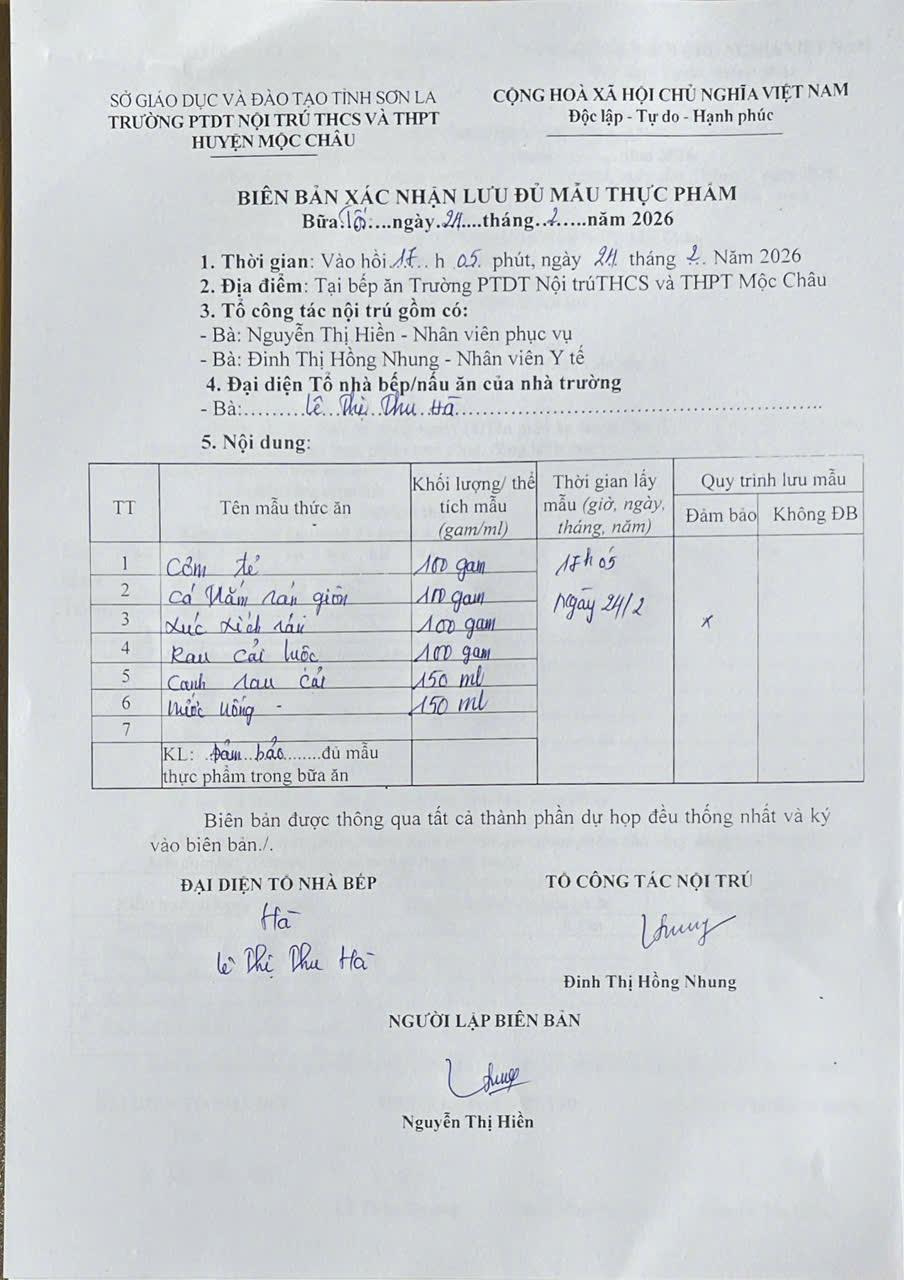 SỞ GIÁO DỤC VÀ ĐÀO TẠO TỈNH SƠN LA
TRƯỜNG PTDT NỘI TRÚ THCS VÀ THPT
HUYỆN MỘC CHÂU
CỘNG HOÀ XÃ HỘI CHỦ NGHĨA VIỆT NAM
Độc lập - Tự do - Hạnh phúc
BIÊN BẢN XÁC NHẬN LƯU ĐỦ MẪU THỰC PHẨM
Bữa Tối....ngày.24....tháng..2.....năm 2026
1. Thời gian: Vào hồi.17.. h 05. phút, ngày 24 tháng 2. Năm 2026
2. Địa điểm: Tại bếp ăn Trường PTDT Nội trúTHCS và THPT Mộc Châu
3. Tổ công tác nội trú gồm có:
- Bà: Nguyễn Thị Hiền - Nhân viên phục vụ
- Bà: Đinh Thị Hồng Nhung - Nhân viên Y tế
4. Đại diện Tổ nhà bếp/nấu ăn của nhà trường
- Bà:.........Lê Thị Thu Hà.........
5. Nội dung:
TT Tên mẫu thức ăn Khối lượng/ thể tích mẫu (gam/ml) Thời gian lấy mẫu (giờ, ngày, tháng, năm) Quy trình lưu mẫu
Đảm bảo Không ĐB
1 Cơm tẻ 100 gam 17h05
2 Cá tẩm rán giòn 100 gam Ngày 24/2
3 Xúc xích rán 100 gam x
4 Rau cải luộc 100 gam
5 Canh rau cải 150 ml
6 Nước uống - 150 ml
7
KL: Đảm bảo.......đủ mẫu
thực phẩm trong bữa ăn
Biên bản được thông qua tất cả thành phần dự họp đều thống nhất và ký
vào biên bản./.
ĐẠI DIỆN TỔ NHÀ BẾP
Hà
Lê Thị Thu Hà
TỔ CÔNG TÁC NỘI TRÚ
Nhung
Đinh Thị Hồng Nhung
NGƯỜI LẬP BIÊN BẢN
Nguyễn Thị Hiền